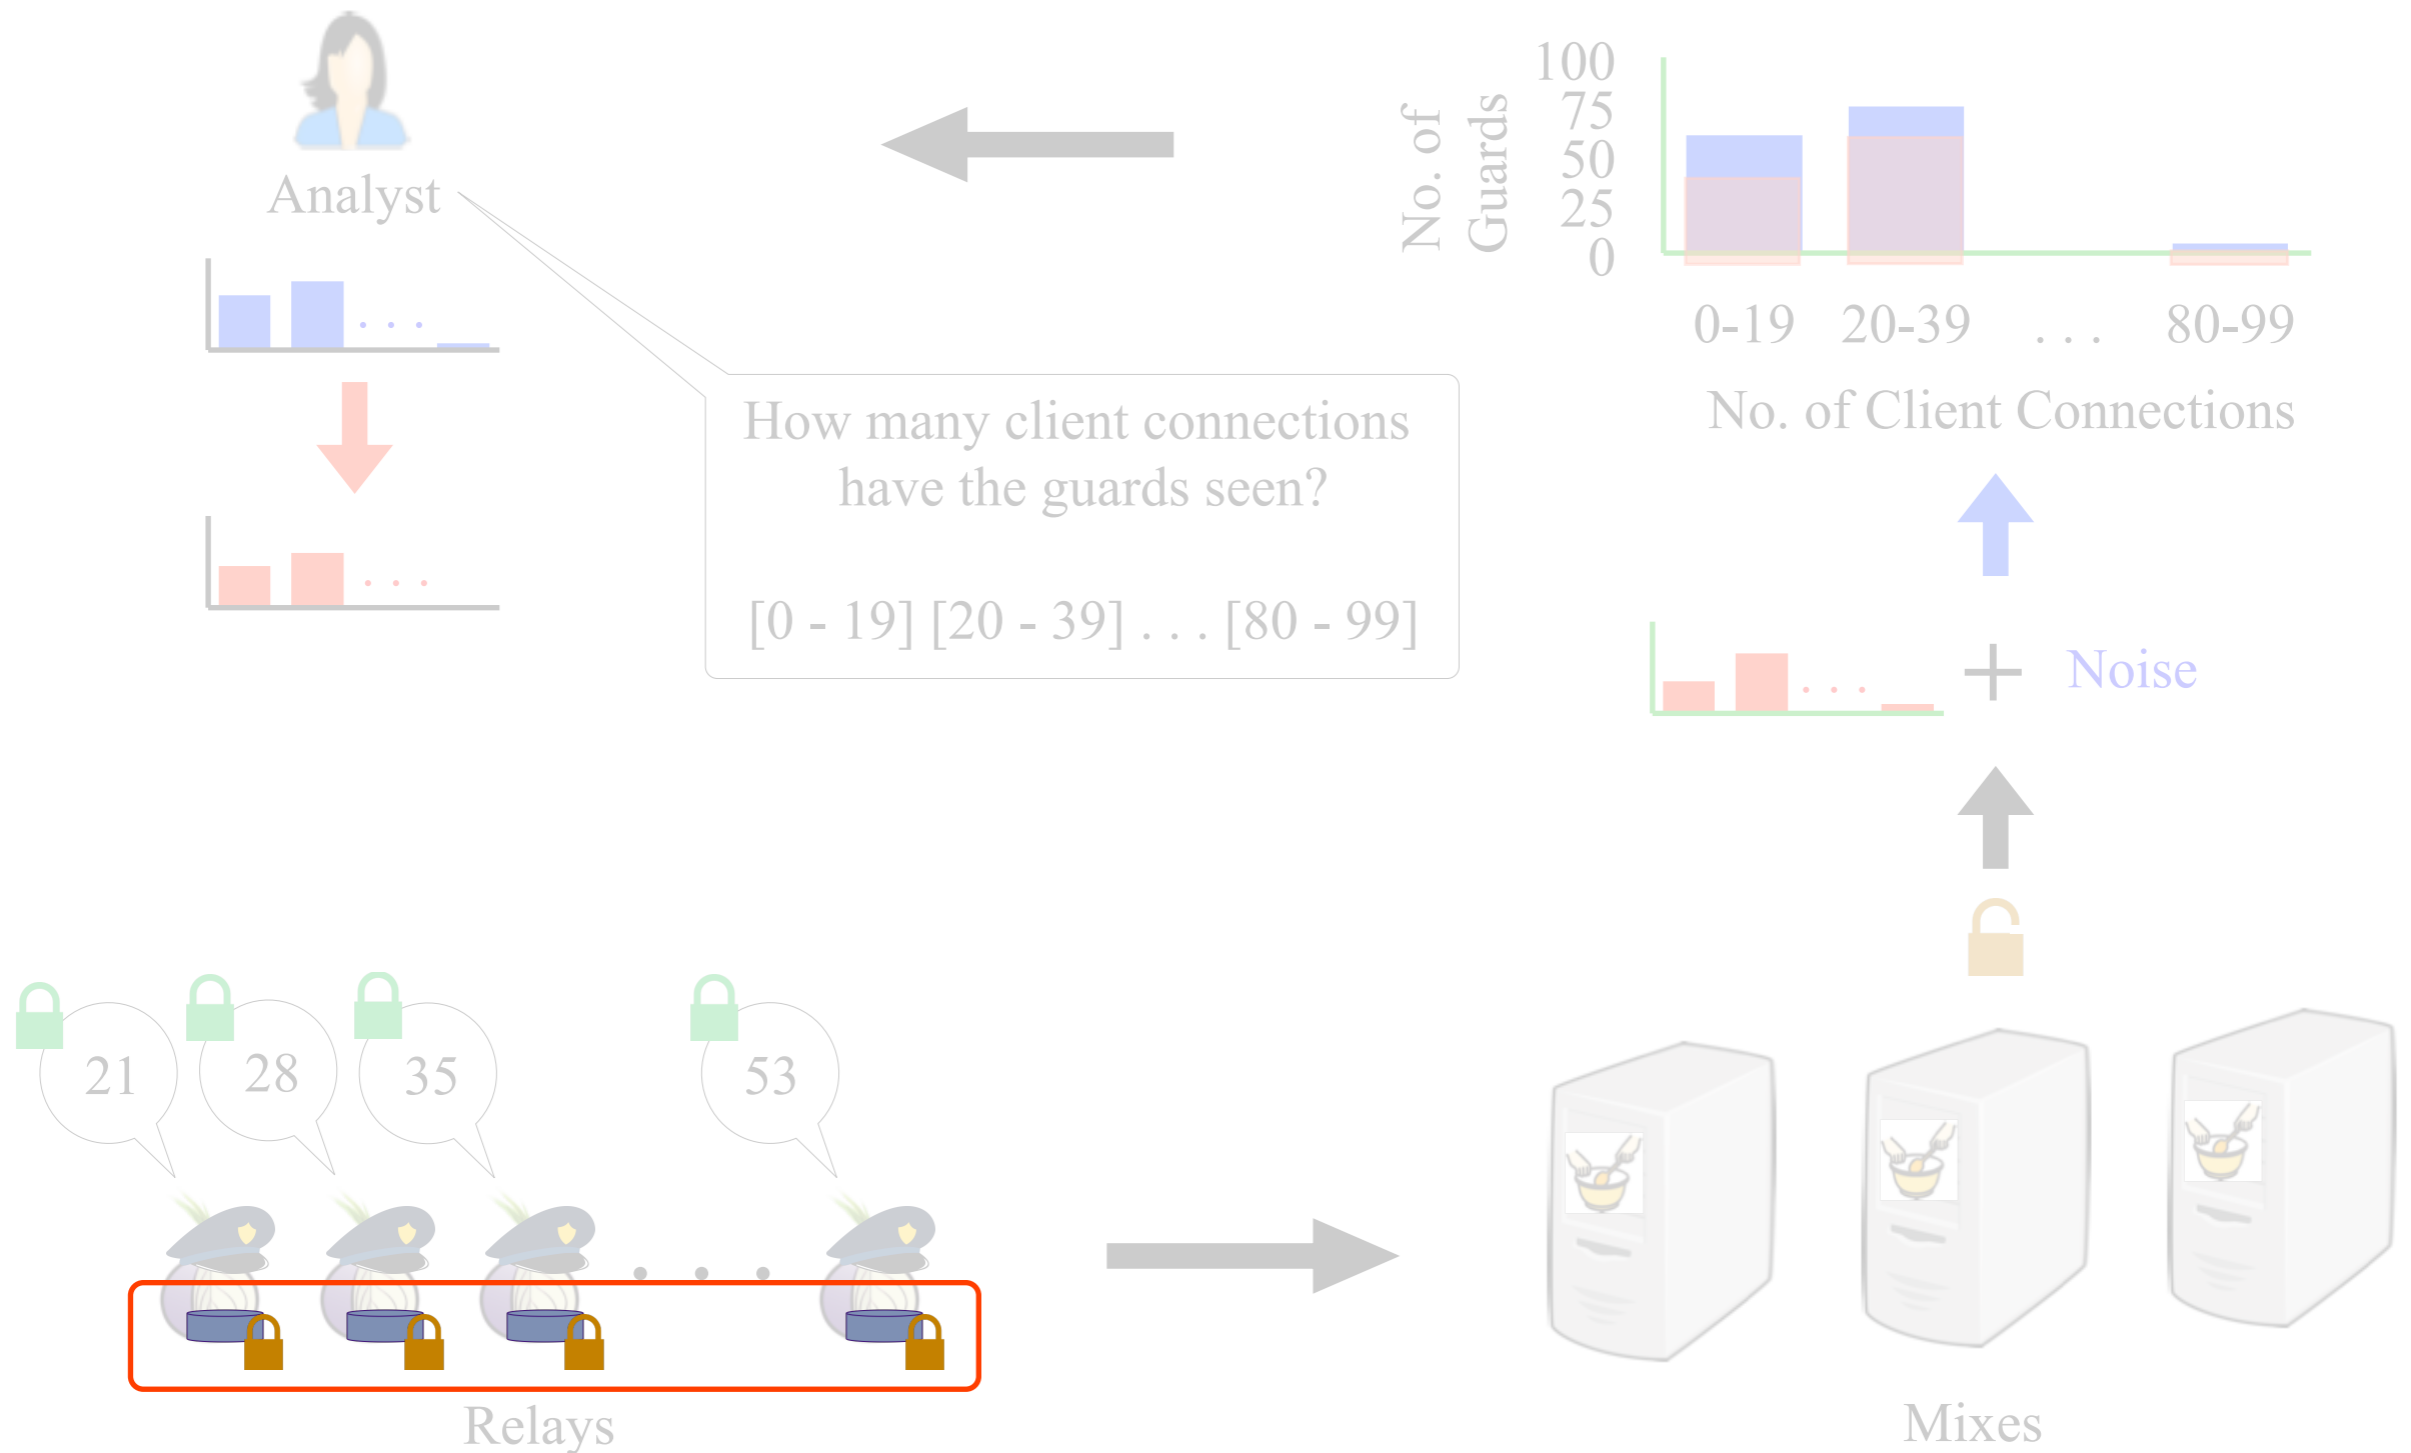 Analyst
How many client connections
have the guards seen?
[0 - 19] [20 - 39] . . . [80 - 99]
No. of
Guards
100
75
50
25
0
0-19 20-39 . . . 80-99
No. of Client Connections
+ Noise
21 28 35 53
Relays
Mixes